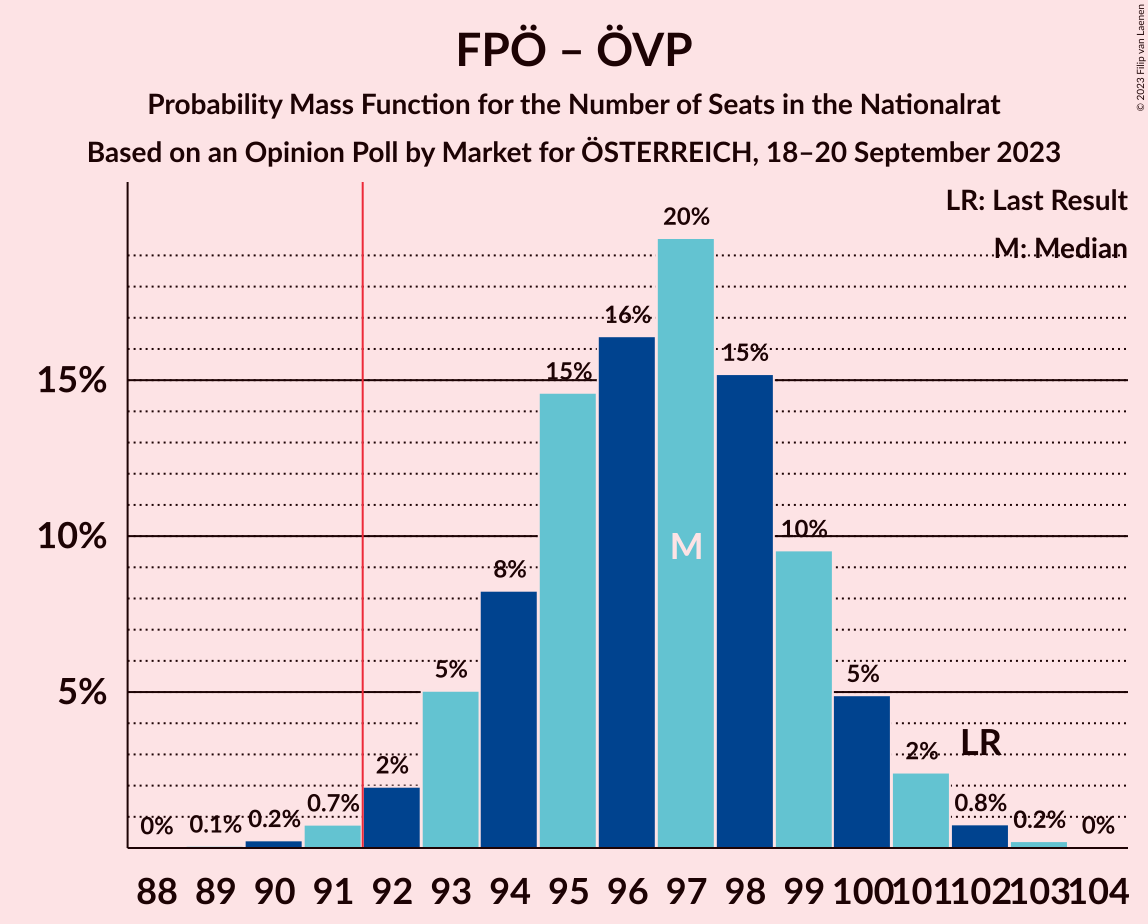 FPÖ – ÖVP
Probability Mass Function for the Number of Seats in the Nationalrat
Based on an Opinion Poll by Market for ÖSTERREICH, 18–20 September 2023
© 2023 Filip van Laenen
LR: Last Result
M: Median
20%
16%
15%
15%
15%
10%
10%
M
8%
5%
5%
5%
LR
2%
2%
0.7%
0.8%
0% 0.1% 0.2% 0.2% 0%
88 89 90 91 92 93 94 95 96 97 98 99 100 101 102 103 104